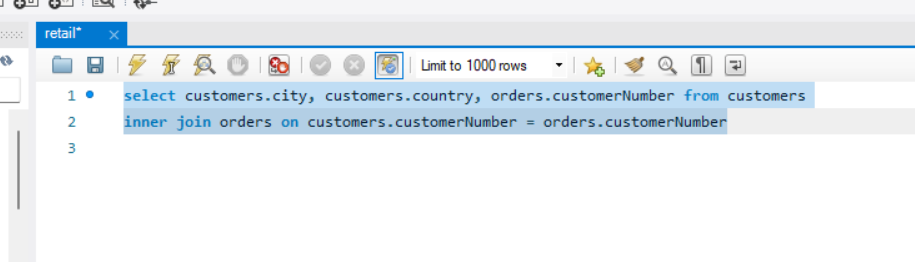 retail*
Limit to 1000 rows
1 select customers.city, customers.country, orders.customerNumber from customers
2 inner join orders on customers.customerNumber = orders.customerNumber
3